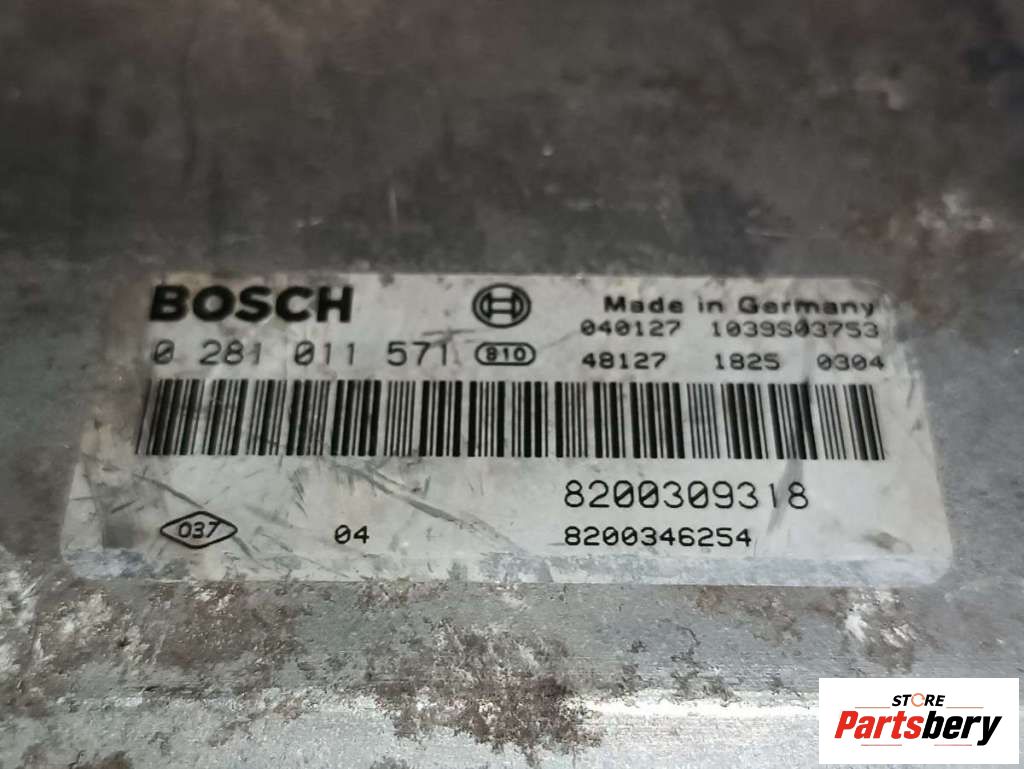 BOSCH Made in Germany
040127 1039S03753
0 281 011 571 810 48127 1825 0304
8200309318
037 04 8200346254
STORE
Partsbery